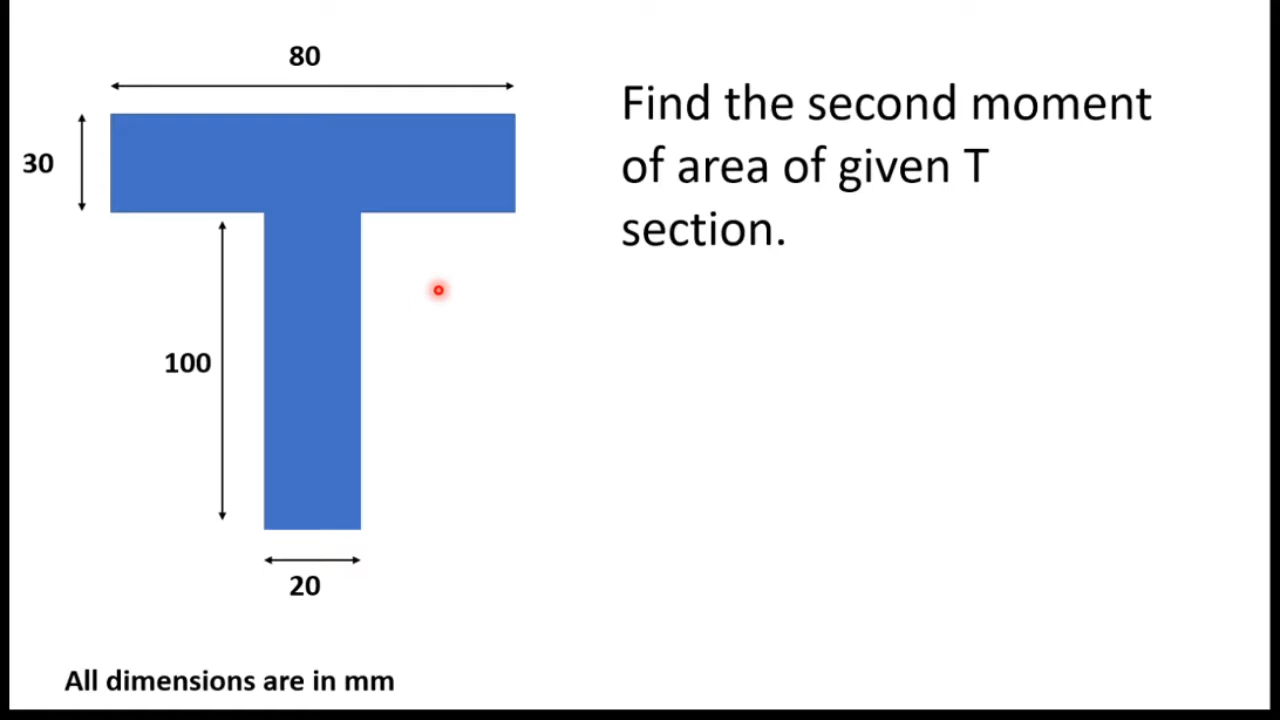 80
Find the second moment
of area of given T
section.
30
100
20
All dimensions are in mm